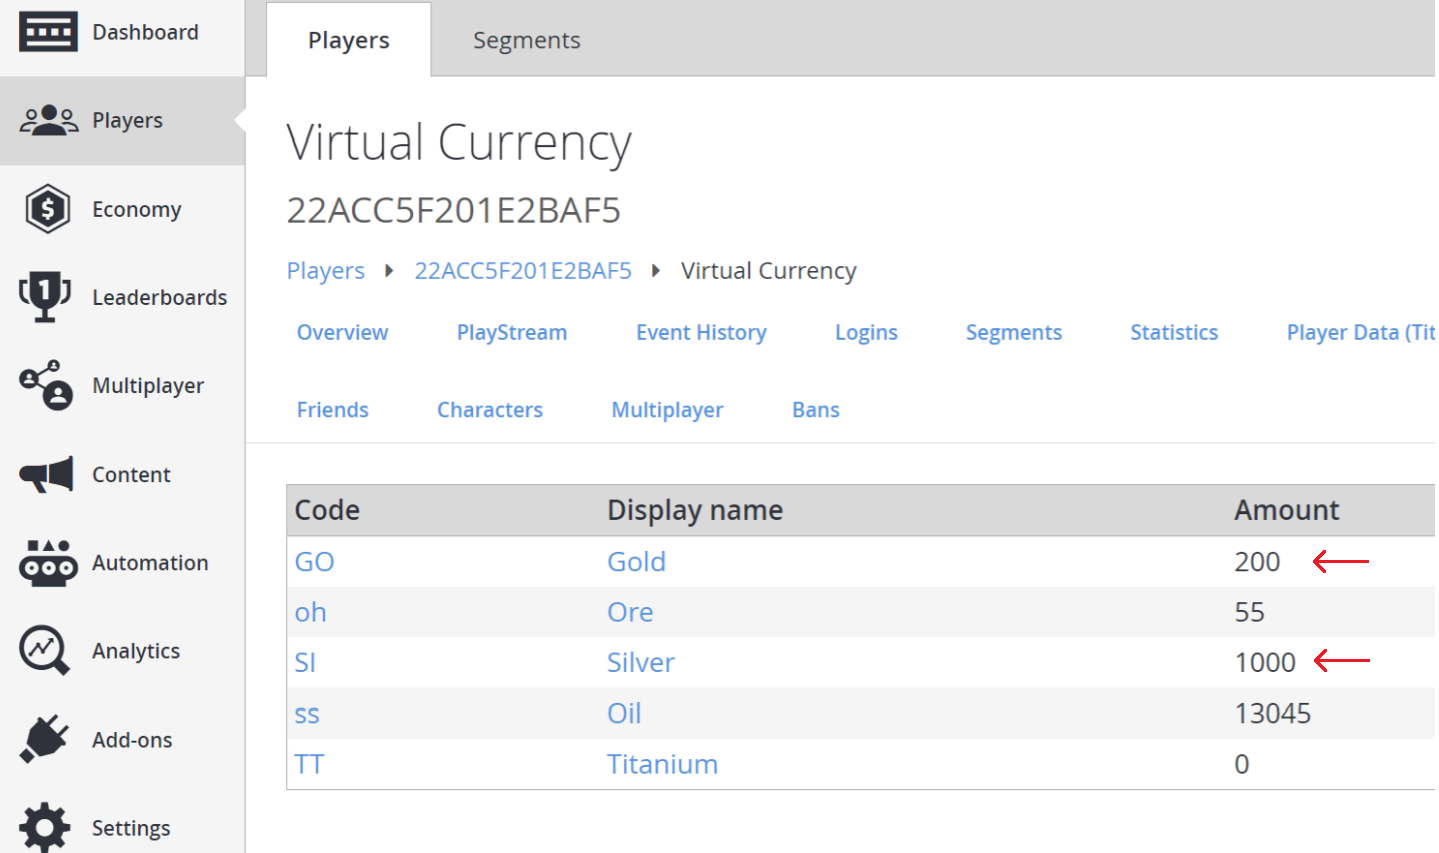 Dashboard
Players
Economy
Leaderboards
Multiplayer
Content
Automation
Analytics
Add-ons
Settings
Players Segments
Virtual Currency
22ACC5F201E2BAF5
Players 22ACC5F201E2BAF5 Virtual Currency
Overview PlayStream Event History Logins Segments Statistics Player Data (Tit
Friends Characters Multiplayer Bans
Code Display name Amount
GO Gold 200
oh Ore 55
SI Silver 1000
ss Oil 13045
TT Titanium 0